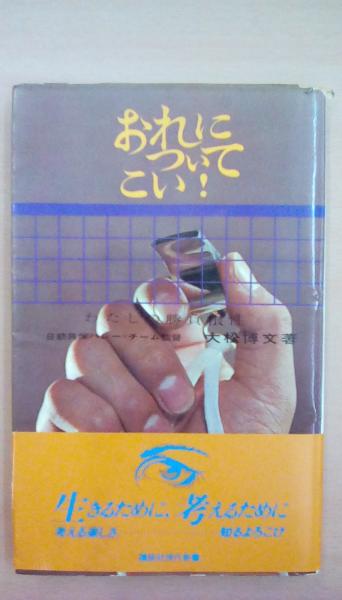 おれに
ついて
こい!
わたしの勝負根性
日紡貝塚バレー・チーム監督 大松博文著
生きるために、考えるために
考える楽しさ 知るよろこび
講談社現代新書